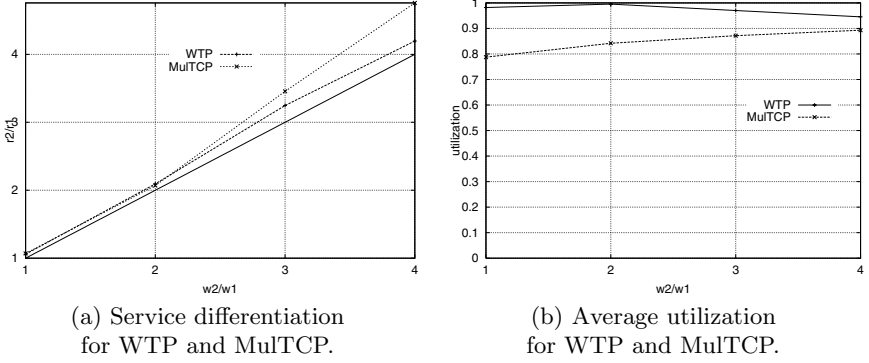 4
3
2
1
r2/r1
WTP
MulTCP
1
2
3
4
w2/w1
(a) Service differentiation
for WTP and MulTCP.
1
0.9
0.8
0.7
0.6
0.5
0.4
0.3
0.2
0.1
0
utilization
WTP
MulTCP
1
2
3
4
w2/w1
(b) Average utilization
for WTP and MulTCP.